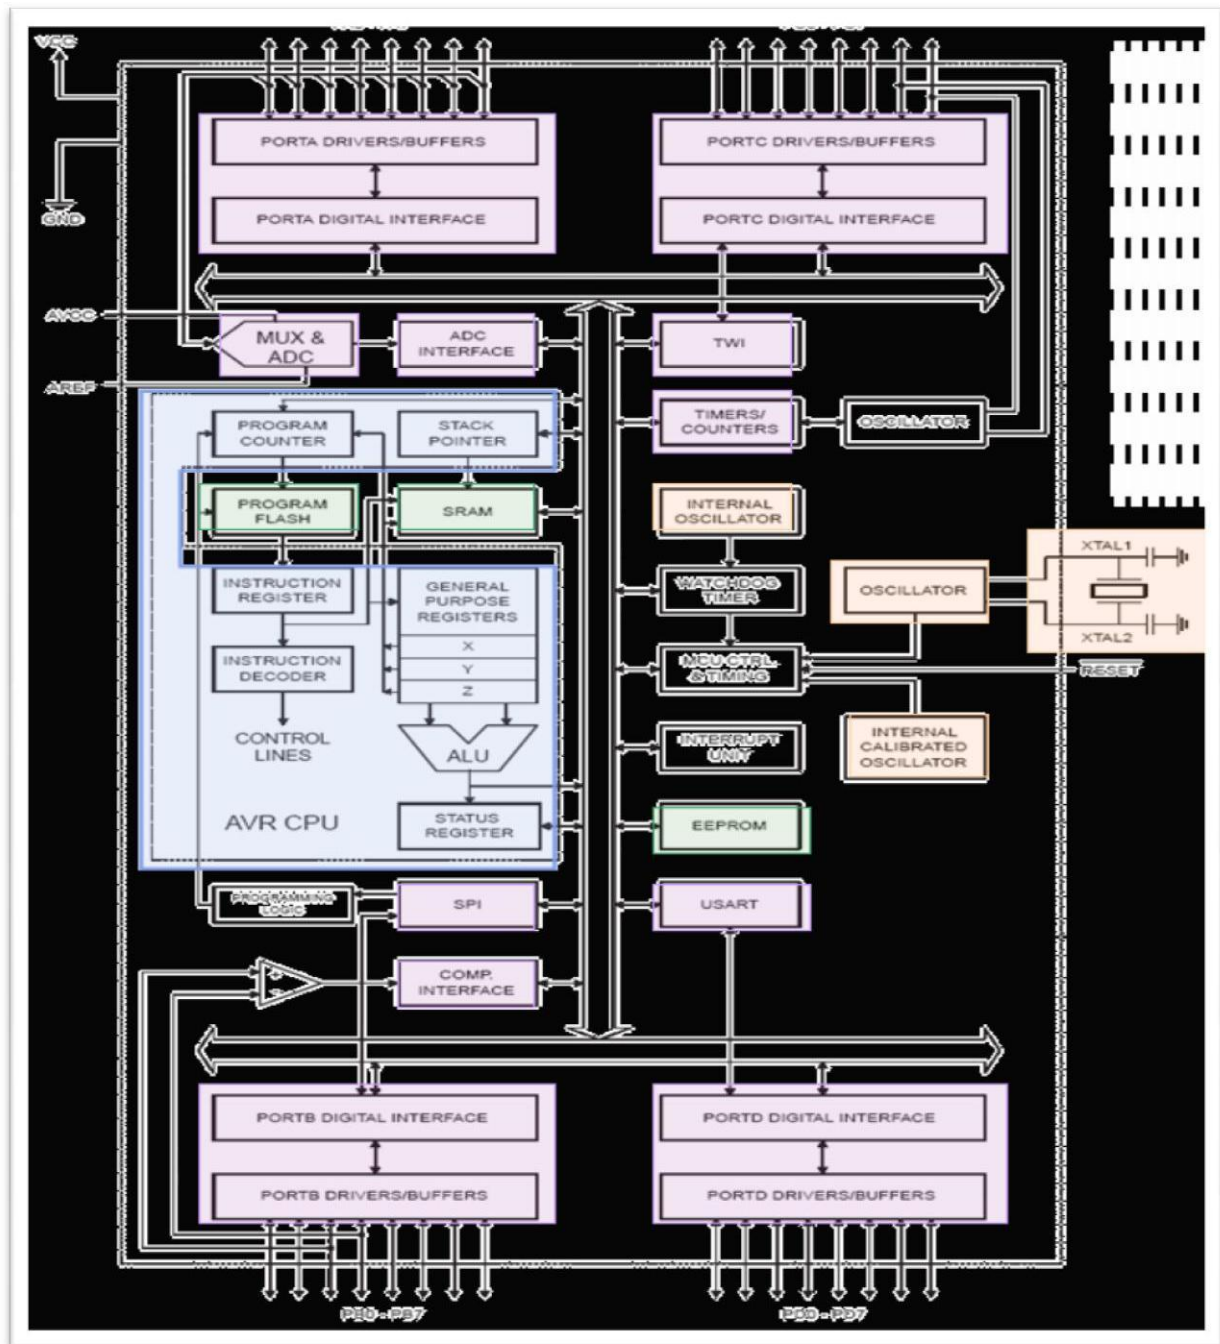 VCC
GND
PORTA DRIVERS/BUFFERS
PORTC DRIVERS/BUFFERS
PORTA DIGITAL INTERFACE
PORTC DIGITAL INTERFACE
AVCC
MUX &
ADC
ADC
INTERFACE
TWI
AREF
PROGRAM
COUNTER
STACK
POINTER
TIMERS/
COUNTERS
OSCILLATOR
PROGRAM
FLASH
SRAM
INTERNAL
OSCILLATOR
XTAL1
INSTRUCTION
REGISTER
GENERAL
PURPOSE
REGISTERS
WATCHDOG
TIMER
OSCILLATOR
XTAL2
X
INSTRUCTION
DECODER
Y
Z
MCU CTRL.
& TIMING
RESET
CONTROL
LINES
ALU
INTERRUPT
UNIT
INTERNAL
CALIBRATED
OSCILLATOR
AVR CPU
STATUS
REGISTER
EEPROM
PROGRAMMING
LOGIC
SPI
USART
+
-
COMP.
INTERFACE
PORTB DIGITAL INTERFACE
PORTD DIGITAL INTERFACE
PORTB DRIVERS/BUFFERS
PORTD DRIVERS/BUFFERS
PB0 - PB7
PD0 - PD7